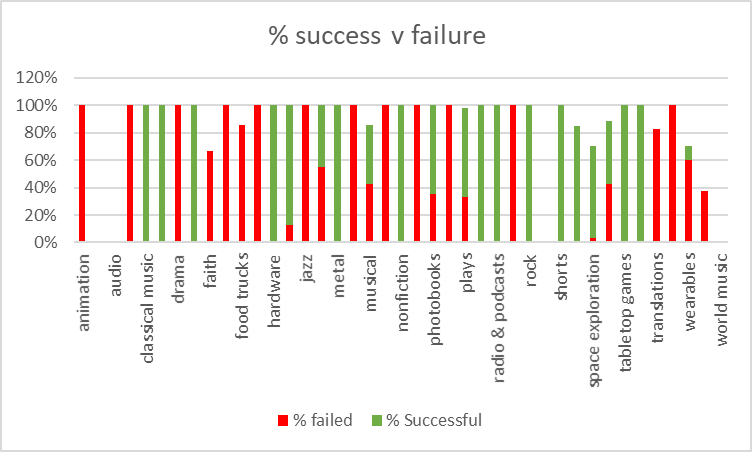 % success v failure
120%
100%
80%
60%
40%
20%
0%
animation
audio
classical music
drama
faith
food trucks
hardware
jazz
metal
musical
nonfiction
photobooks
plays
radio & podcasts
rock
shorts
space exploration
tabletop games
translations
wearables
world music
% failed
% Successful